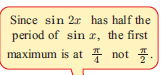 Since sin 2x has half the
period of sin x, the first
maximum is at π/4 not π/2.